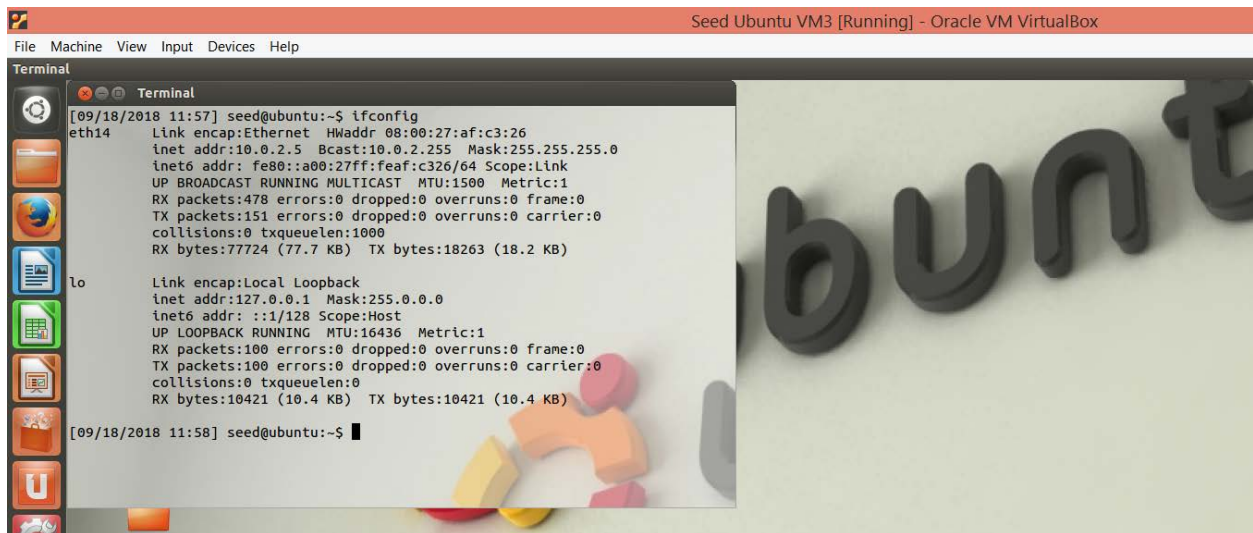 Seed Ubuntu VM3 [Running] - Oracle VM VirtualBox
File Machine View Input Devices Help
Terminal
Terminal
[09/18/2018 11:57] seed@ubuntu:~$ ifconfig
eth14 Link encap:Ethernet HWaddr 08:00:27:af:c3:26
inet addr:10.0.2.5 Bcast:10.0.2.255 Mask:255.255.255.0
inet6 addr: fe80::a00:27ff:feaf:c326/64 Scope:Link
UP BROADCAST RUNNING MULTICAST MTU:1500 Metric:1
RX packets:478 errors:0 dropped:0 overruns:0 frame:0
TX packets:151 errors:0 dropped:0 overruns:0 carrier:0
collisions:0 txqueuelen:1000
RX bytes:77724 (77.7 KB) TX bytes:18263 (18.2 KB)
lo Link encap:Local Loopback
inet addr:127.0.0.1 Mask:255.0.0.0
inet6 addr: ::1/128 Scope:Host
UP LOOPBACK RUNNING MTU:16436 Metric:1
RX packets:100 errors:0 dropped:0 overruns:0 frame:0
TX packets:100 errors:0 dropped:0 overruns:0 carrier:0
collisions:0 txqueuelen:0
RX bytes:10421 (10.4 KB) TX bytes:10421 (10.4 KB)
[09/18/2018 11:58] seed@ubuntu:~$
bunt